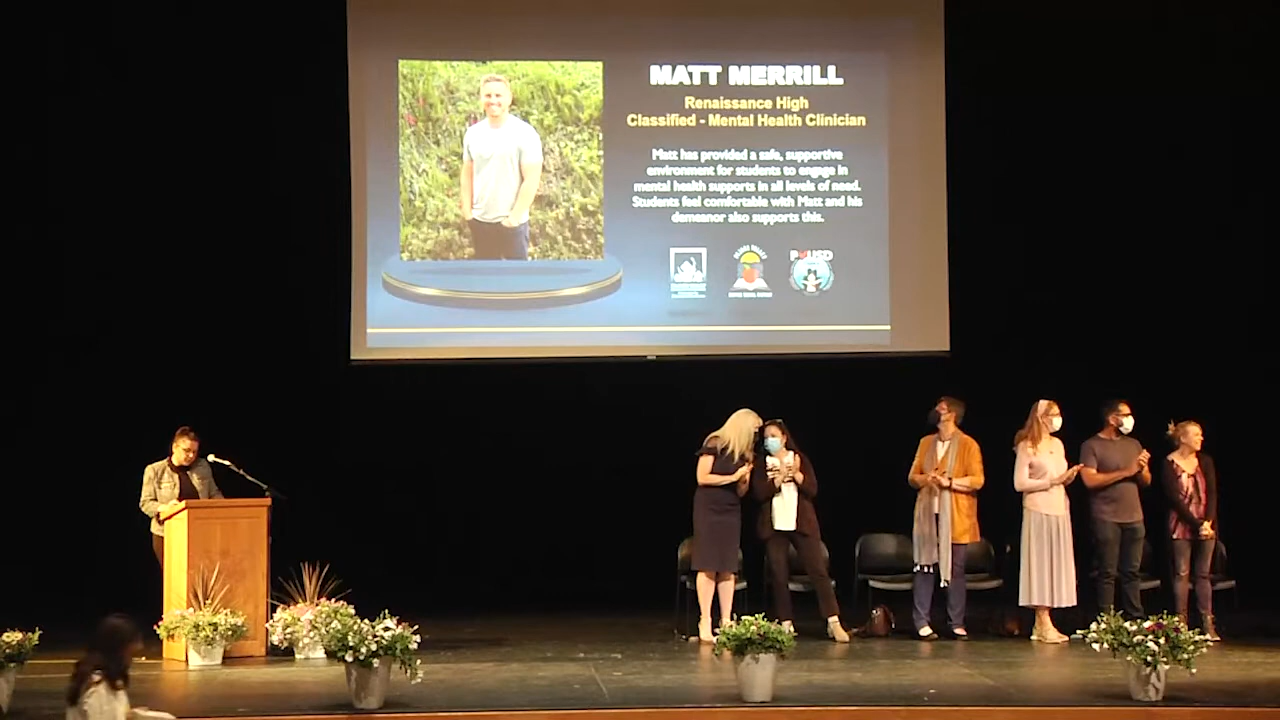 MATT MERRILL
Renaissance High
Classified - Mental Health Clinician
Matt has provided a safe, supportive
environment for students to engage in
mental health supports in all levels of need.
Students feel comfortable with Matt and his
demeanor also supports this.